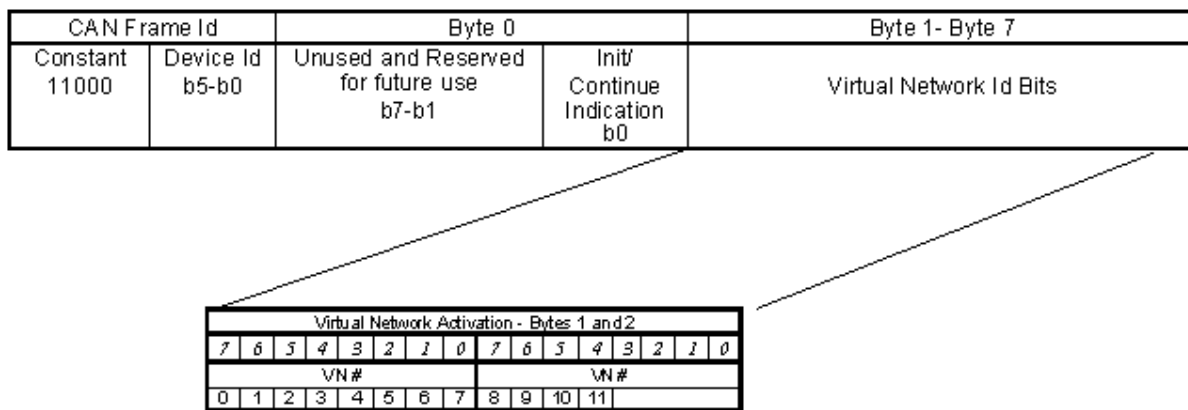 CAN Frame Id Byte 0 Byte 1- Byte 7
Constant
11000
Device Id
b5-b0
Unused and Reserved
for future use
b7-b1
Init/
Continue
Indication
b0
Virtual Network Id Bits
Virtual Network Activation - Bytes 1 and 2
7 6 5 4 3 2 1 0 7 6 5 4 3 2 1 0
VN # VN #
0 1 2 3 4 5 6 7 8 9 10 11